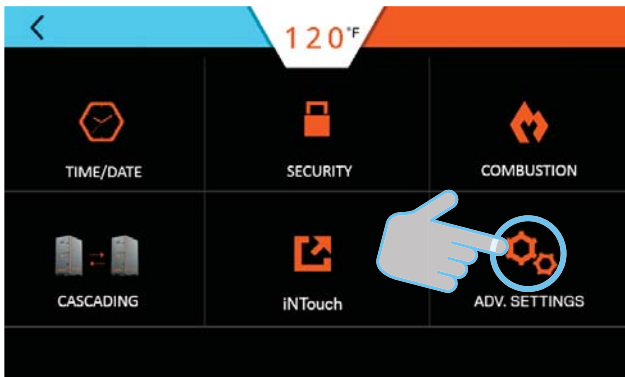 120°F
TIME/DATE
SECURITY
COMBUSTION
CASCADING
iNTouch
ADV. SETTINGS